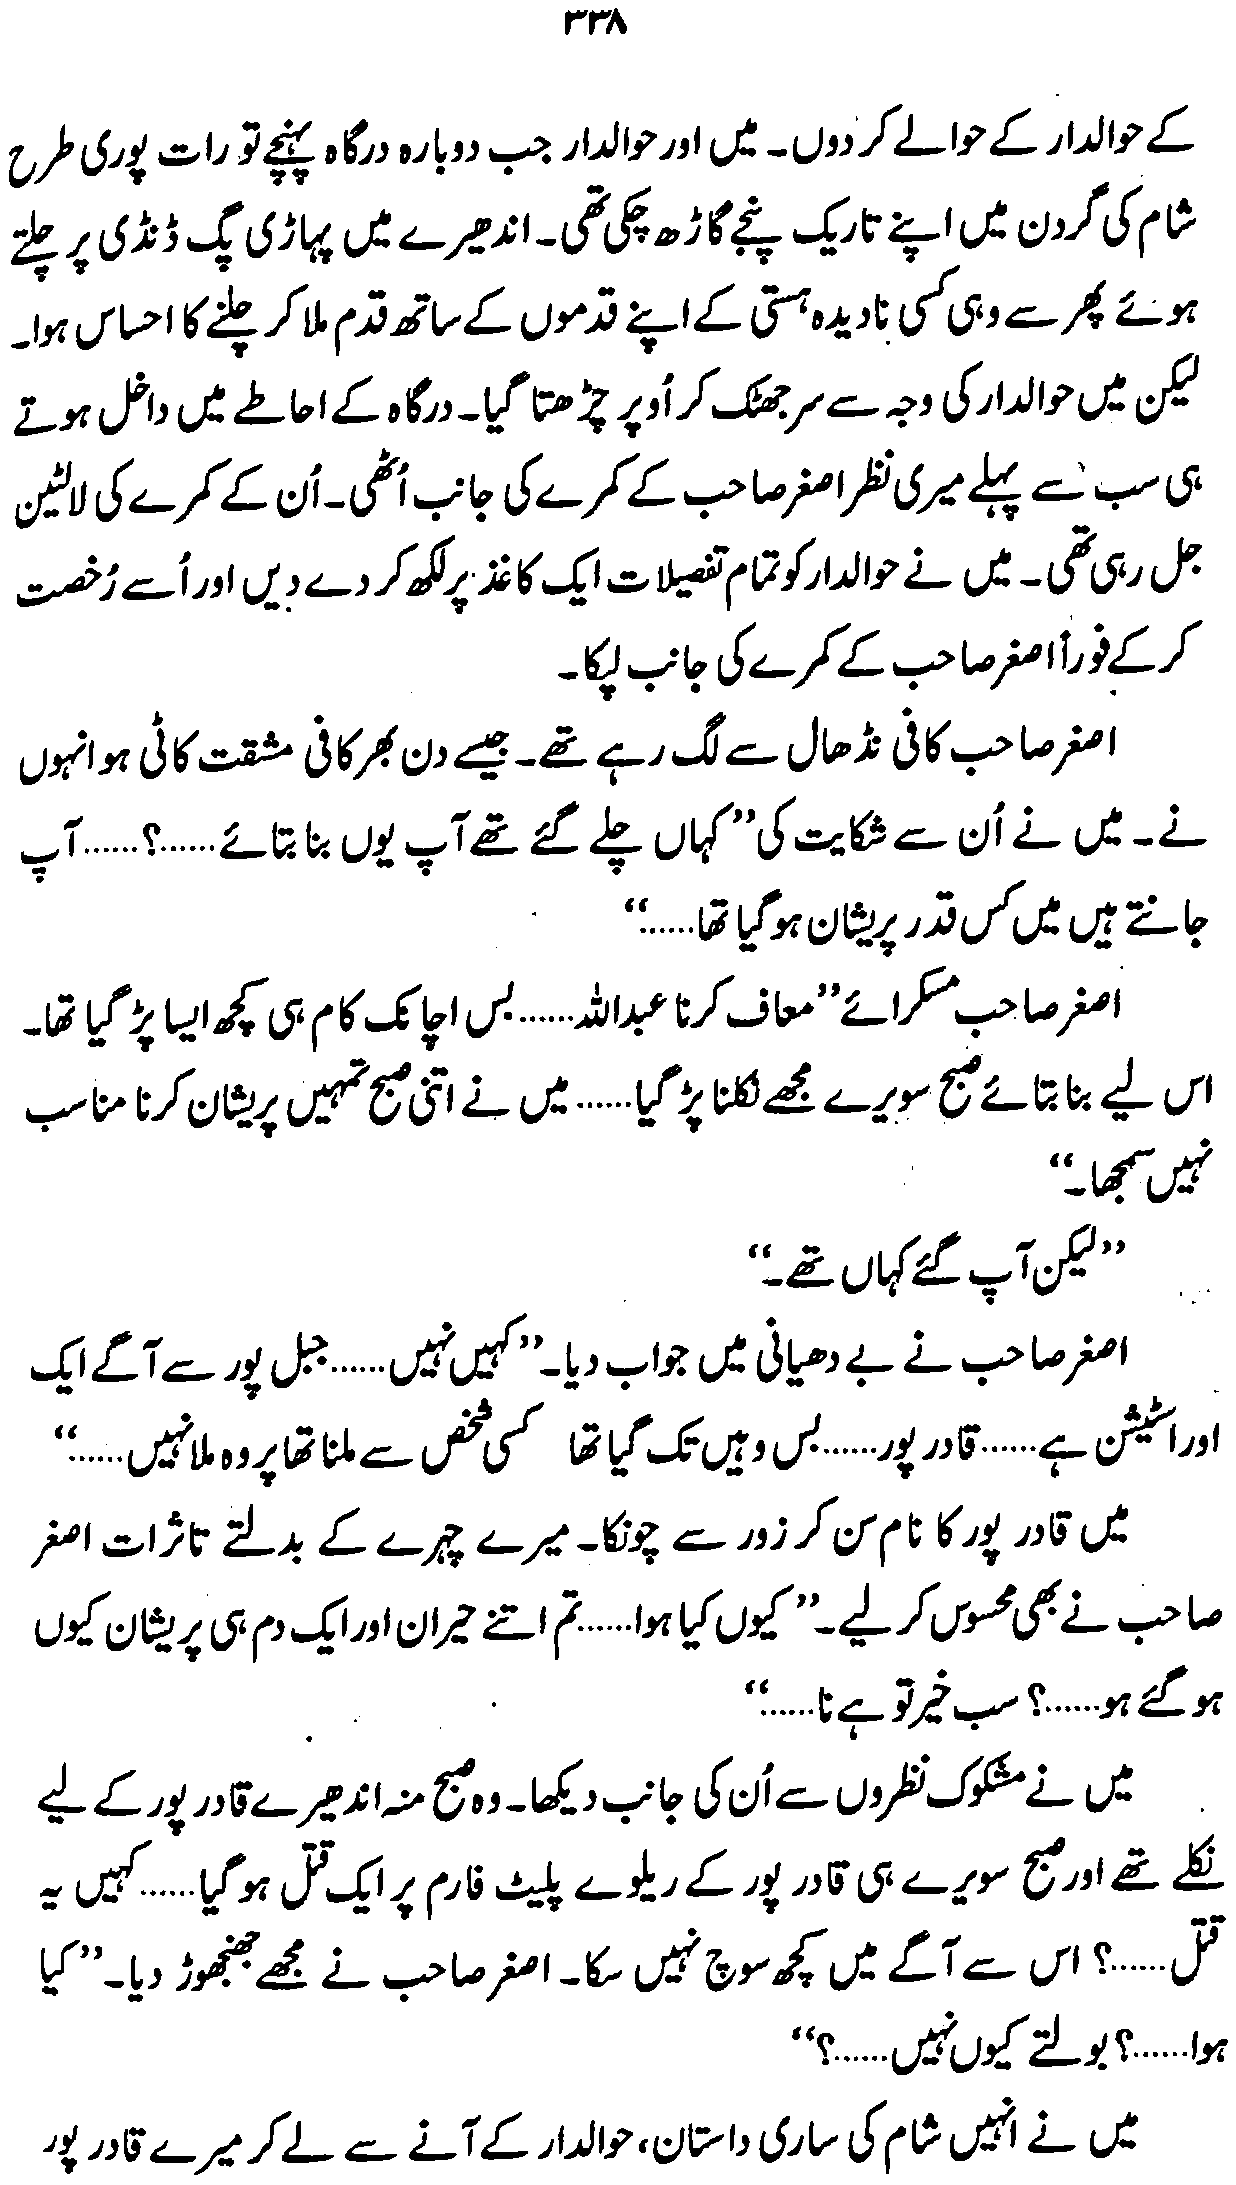 ۳۳۸
کے حوالدار کے حوالے کر دوں۔ میں اور حوالدار جب دوبارہ درگاہ پہنچے تو رات پوری طرح
شام کی گردن میں اپنے تاریک پنجے گاڑھ چکی تھی۔ اندھیرے میں پہاڑی پگ ڈنڈی پر چلتے
ہوئے پھر سے وہی کسی نادیدہ ہستی کے اپنے قدموں کے ساتھ قدم ملا کر چلنے کا احساس ہوا۔
لیکن میں حوالدار کی وجہ سے سر جھٹک کر اُوپر چڑھتا گیا۔ درگاہ کے احاطے میں داخل ہوتے
ہی سب سے پہلے میری نظر اصغر صاحب کے کمرے کی جانب اُٹھی۔ اُن کے کمرے کی لالٹین
جل رہی تھی۔ میں نے حوالدار کو تمام تفصیلات ایک کاغذ پر لکھ کر دے دیں اور اُسے رُخصت
کر کے فوراً اصغر صاحب کے کمرے کی جانب لپکا۔
اصغر صاحب کافی نڈھال سے لگ رہے تھے۔ جیسے دن بھر کافی مشقت کاٹی ہو انہوں
نے۔ میں نے اُن سے شکایت کی ”کہاں چلے گئے تھے آپ یوں بنا بتائے......؟......آپ
جانتے ہیں میں کس قدر پریشان ہو گیا تھا......“
اصغر صاحب مسکرائے ”معاف کرنا عبداللہ......بس اچانک کام ہی کچھ ایسا پڑ گیا تھا۔
اس لیے بنا بتائے صبح سویرے مجھے نکلنا پڑ گیا......میں نے اتنی صبح تمہیں پریشان کرنا مناسب
نہیں سمجھا۔“
”لیکن آپ گئے کہاں تھے۔“
اصغر صاحب نے بے دھیانی میں جواب دیا۔ ”کہیں نہیں......جبل پور سے آگے ایک
اور اسٹیشن ہے......قادر پور......بس وہیں تک گیا تھا کسی شخص سے ملنا تھا پر وہ ملا نہیں......“
میں قادر پور کا نام سن کر زور سے چونکا۔ میرے چہرے کے بدلتے تاثرات اصغر
صاحب نے بھی محسوس کر لیے۔ ”کیوں کیا ہوا......تم اتنے حیران اور ایک دم ہی پریشان کیوں
ہو گئے ہو......؟ سب خیر تو ہے نا......“
میں نے مشکوک نظروں سے اُن کی جانب دیکھا۔ وہ صبح منہ اندھیرے قادر پور کے لیے
نکلے تھے اور صبح سویرے ہی قادر پور کے ریلوے پلیٹ فارم پر ایک قتل ہو گیا......کہیں یہ
قتل......؟ اس سے آگے میں کچھ سوچ نہیں سکا۔ اصغر صاحب نے مجھے جھنجھوڑ دیا۔ ”کیا
ہوا......؟ بولتے کیوں نہیں......؟“
میں نے انہیں شام کی ساری داستان، حوالدار کے آنے سے لے کر میرے قادر پور